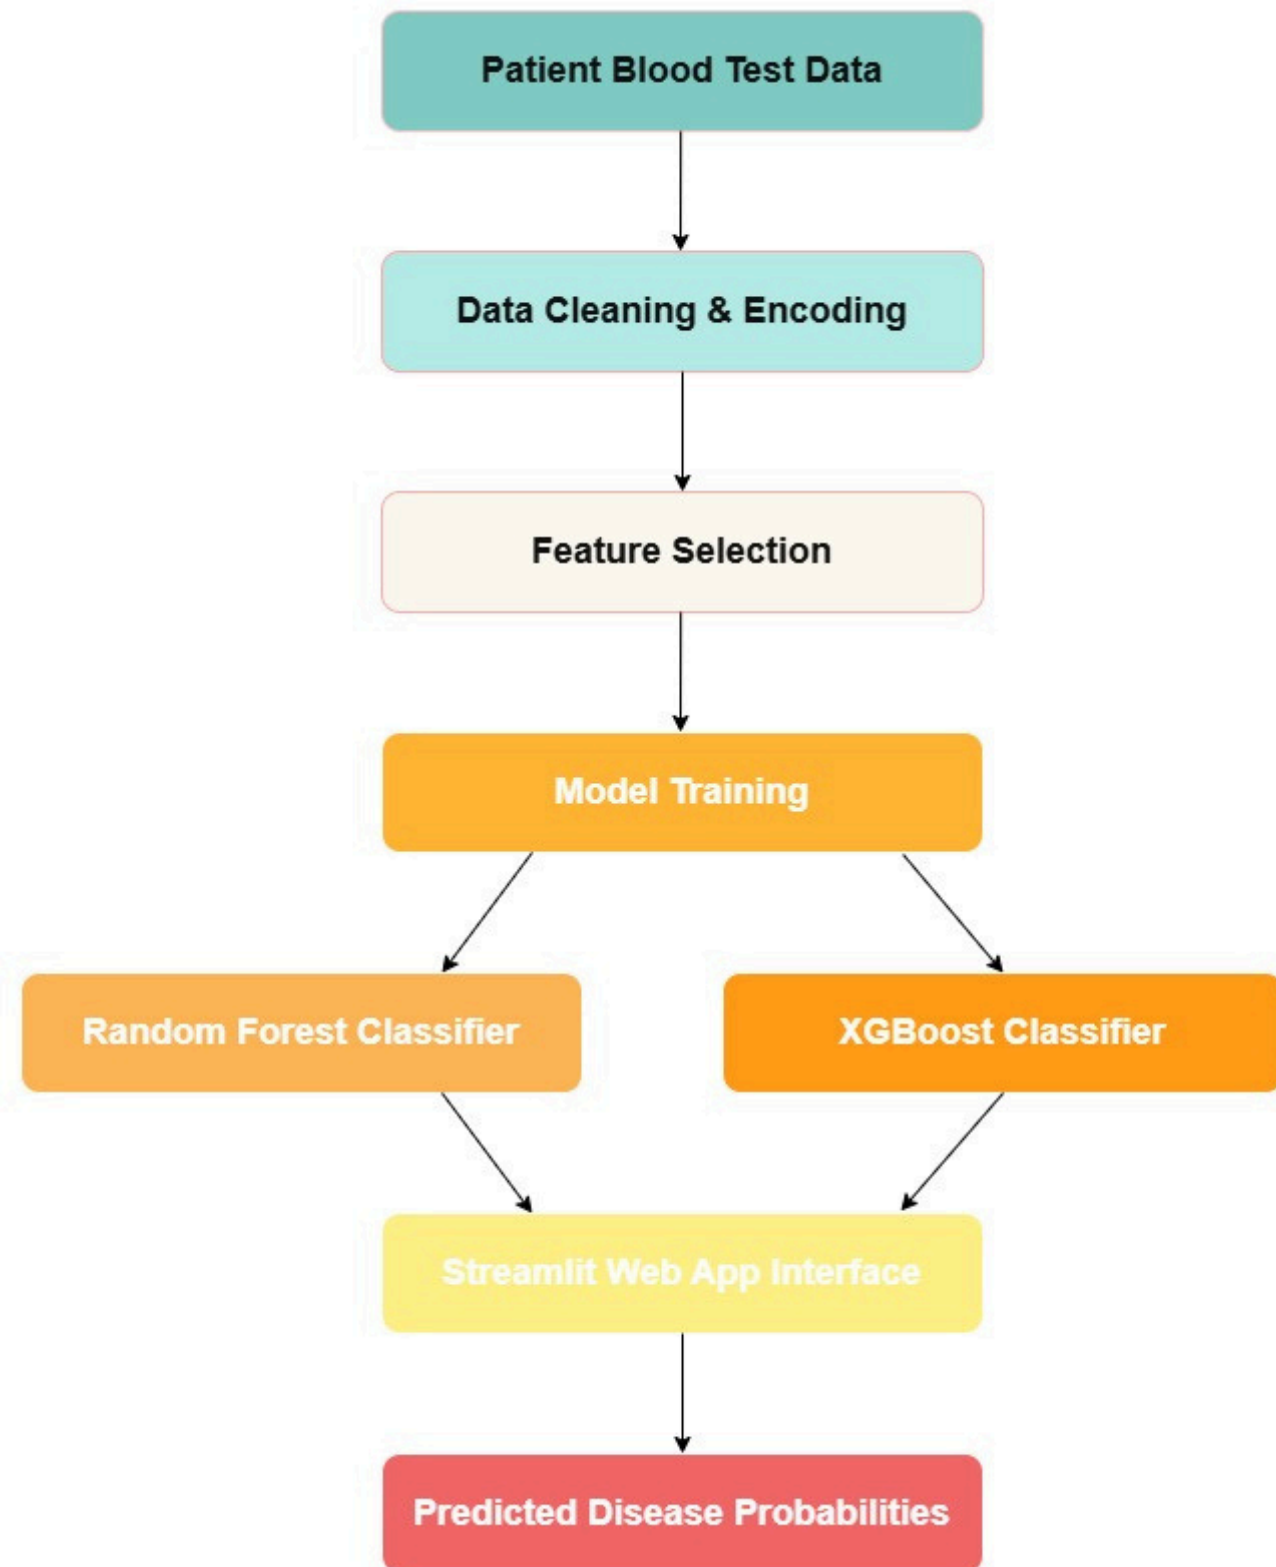 Patient Blood Test Data
Data Cleaning & Encoding
Feature Selection
Model Training
Random Forest Classifier
XGBoost Classifier
Streamlit Web App Interface
Predicted Disease Probabilities